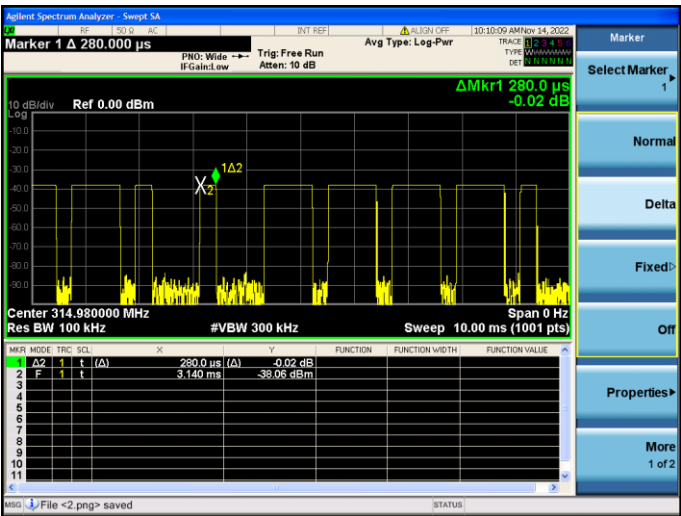 Agilent Spectrum Analyzer - Swept SA
RF 50 Ω AC INT REF ALIGN OFF 10:10:09 AM Nov 14, 2022
Marker 1 Δ 280.000 µs
PNO: Wide
IFGain:Low
Trig: Free Run
Atten: 10 dB
Avg Type: Log-Pwr
TRACE 1 2 3 4 5 6
TYPE
DET N N N N N N
ΔMkr1 280.0 µs
-0.02 dB
10 dB/div Ref 0.00 dBm
Log
-10.0
-20.0
-30.0
-40.0
-50.0
-60.0
-70.0
-80.0
-90.0
X2
1Δ2
Center 314.980000 MHz Span 0 Hz
Res BW 100 kHz #VBW 300 kHz Sweep 10.00 ms (1001 pts)
MKR MODE TRC SCL X Y FUNCTION FUNCTION WIDTH FUNCTION VALUE
1 Δ2 1 t (Δ) 280.0 µs (Δ) -0.02 dB
2 F 1 t 3.140 ms -38.06 dBm
3
4
5
6
7
8
9
10
11
MSG File <2.png> saved STATUS
Marker
Select Marker
1
Normal
Delta
Fixed
Off
Properties
More
1 of 2